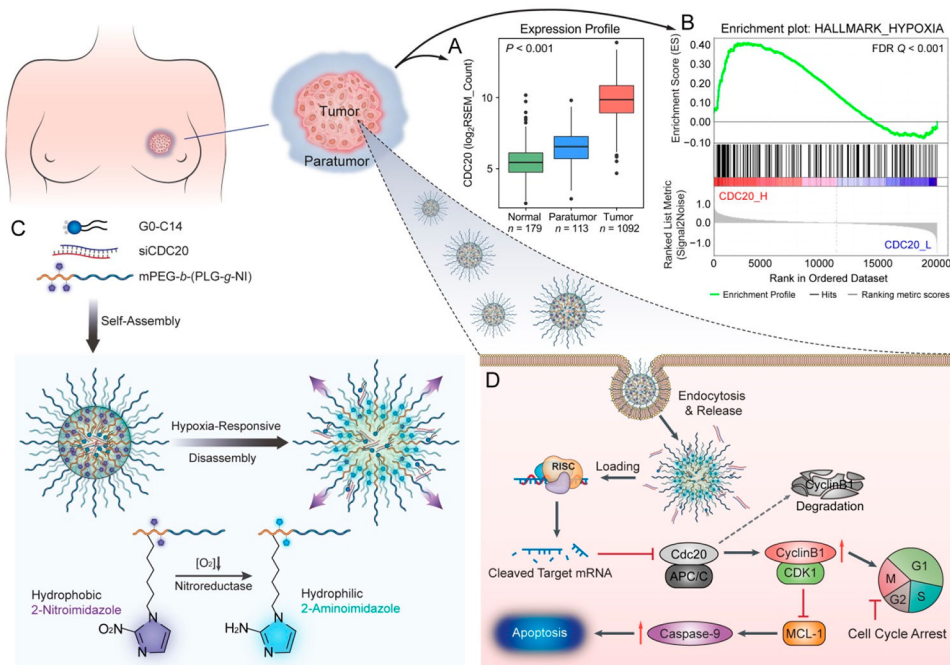 Tumor
Paratumor
A
Expression Profile
P < 0.001
CDC20 (log2RSEM_Count)
10
5
Normal
Paratumor
Tumor
n = 179
n = 113
n = 1092
B
Enrichment plot: HALLMARK_HYPOXIA
FDR Q < 0.001
Enrichment Score (ES)
0.40
0.30
0.20
0.10
0
−0.10
CDC20_H
Ranked List Metric
(Signal2Noise)
1.0
0.0
−1.0
CDC20_L
0
5000
10000
15000
20000
Rank in Ordered Dataset
Enrichment Profile
Hits
Ranking metirc scores
C
G0-C14
siCDC20
mPEG-b-(PLG-g-NI)
Self-Assembly
Hypoxia-Responsive
Disassembly
[O2]↓
Nitroreductase
Hydrophobic
2-Nitroimidazole
O2N
N
N
Hydrophilic
2-Aminoimidazole
H2N
N
N
D
Endocytosis
& Release
RISC
Loading
CyclinB1
Degradation
Cleaved Target mRNA
Cdc20
APC/C
CyclinB1
CDK1
G1
M
G2
S
Apoptosis
Caspase-9
MCL-1
Cell Cycle Arrest